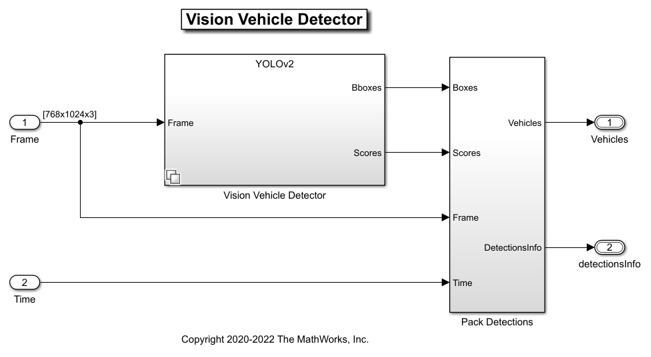 Vision Vehicle Detector
YOLOv2
Bboxes
Boxes
[768x1024x3]
1
Frame
Frame
Vehicles
1
Vehicles
Scores
Scores
Vision Vehicle Detector
Frame
DetectionsInfo
2
detectionsInfo
2
Time
Time
Pack Detections
Copyright 2020-2022 The MathWorks, Inc.